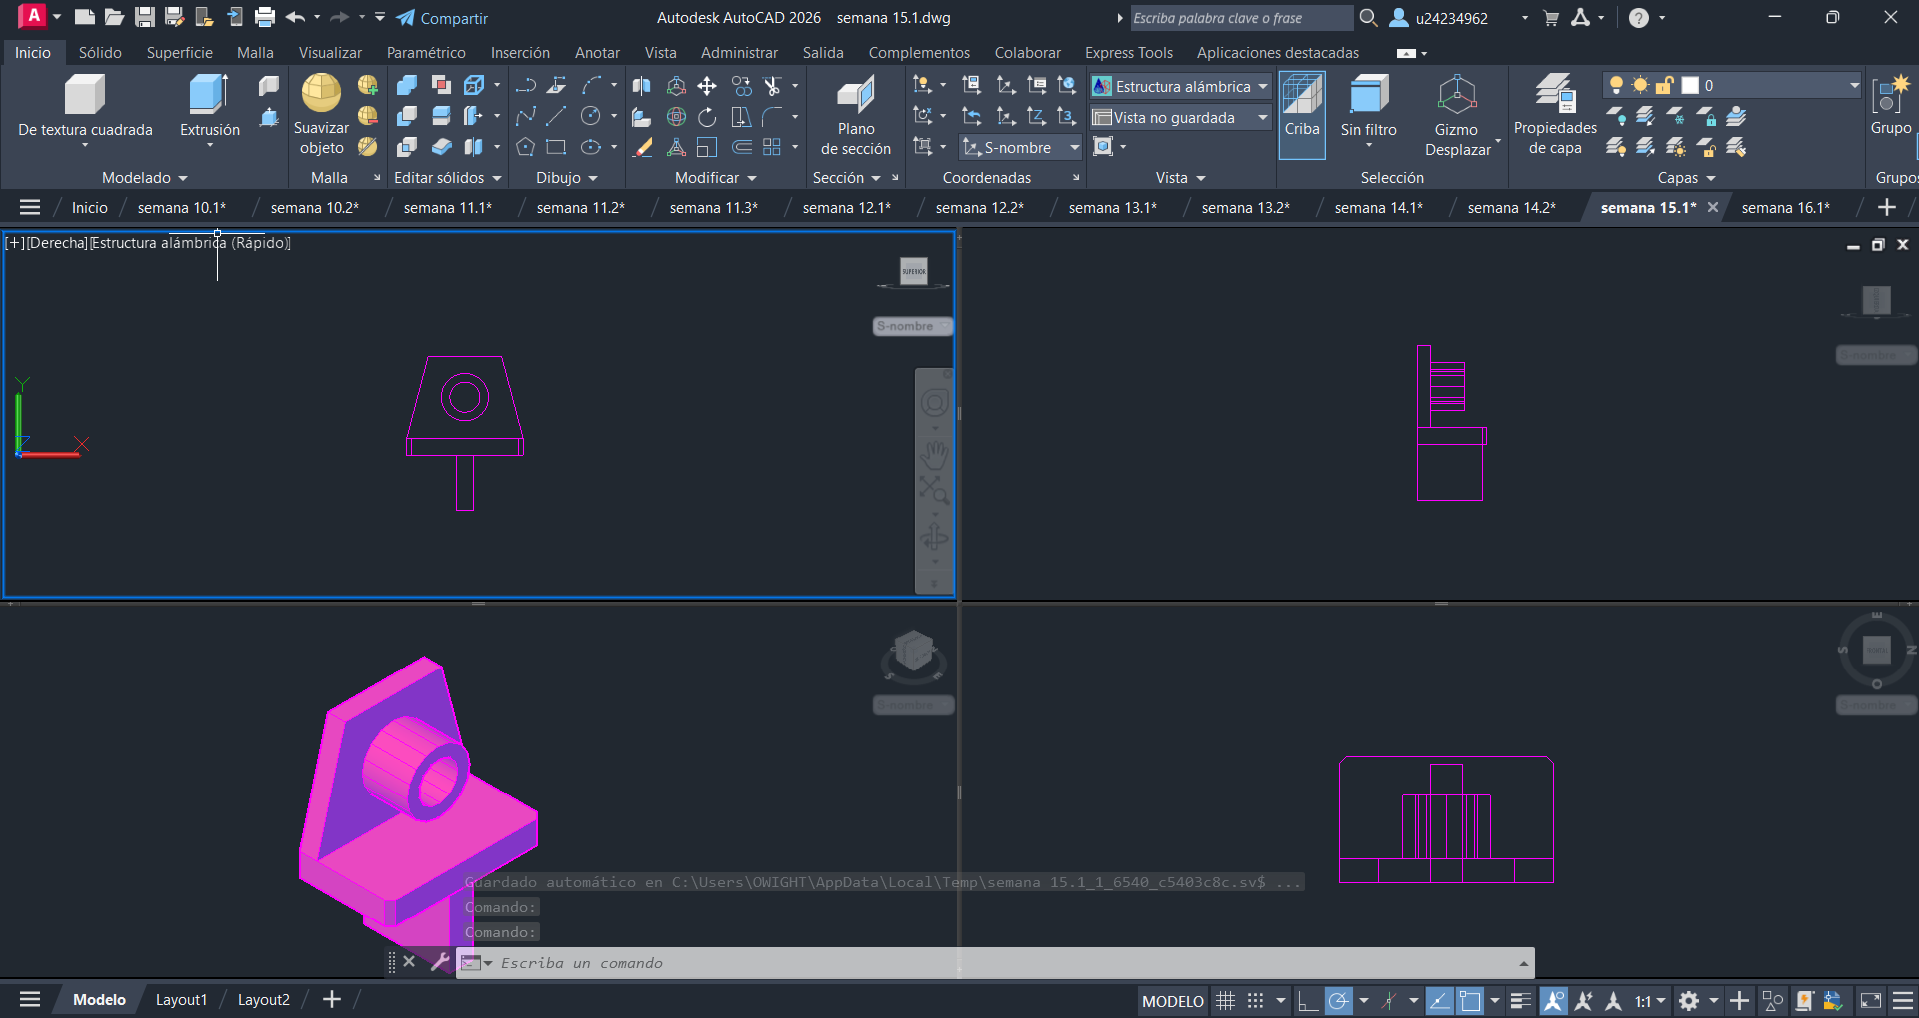 A Compartir Autodesk AutoCAD 2026 semana 15.1.dwg Escriba palabra clave o frase u24234962
Inicio Sólido Superficie Malla Visualizar Paramétrico Inserción Anotar Vista Administrar Salida Complementos Colaborar Express Tools Aplicaciones destacadas
Estructura alámbrica 0
Vista no guardada
De textura cuadrada Extrusión Suavizar objeto Plano de sección S-nombre Criba Sin filtro Gizmo Desplazar Propiedades de capa Grupo
Modelado Malla Editar sólidos Dibujo Modificar Sección Coordenadas Vista Selección Capas Grupos
Inicio semana 10.1* semana 10.2* semana 11.1* semana 11.2* semana 11.3* semana 12.1* semana 12.2* semana 13.1* semana 13.2* semana 14.1* semana 14.2* semana 15.1* semana 16.1*
[+][Derecha][Estructura alámbrica (Rápido)]
SUPERIOR
S-nombre
S-nombre
Y
Z X
E
S N
O
S E
S-nombre
S-nombre
Guardado automático en C:\Users\OWIGHT\AppData\Local\Temp\semana 15.1_1_6540_c5403c8c.sv$ ...
Comando:
Comando:
Escriba un comando
Modelo Layout1 Layout2 MODELO 1:1